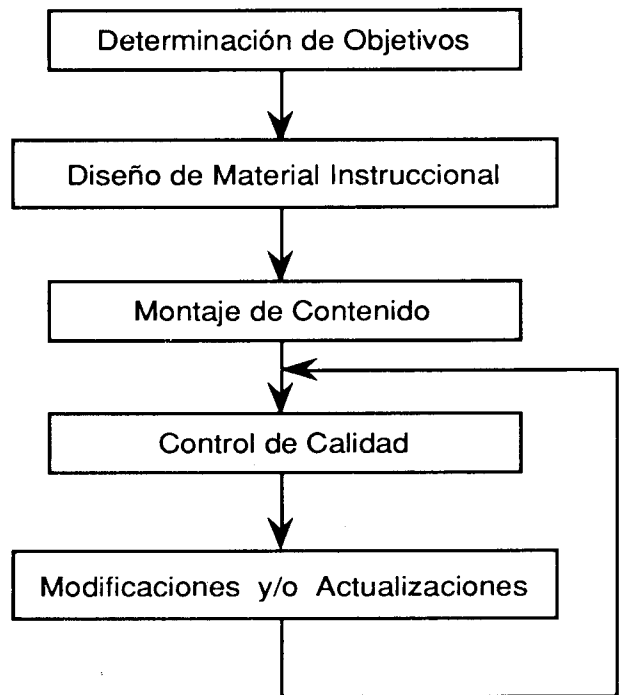 Determinación de Objetivos
Diseño de Material Instruccional
Montaje de Contenido
Control de Calidad
Modificaciones y/o Actualizaciones